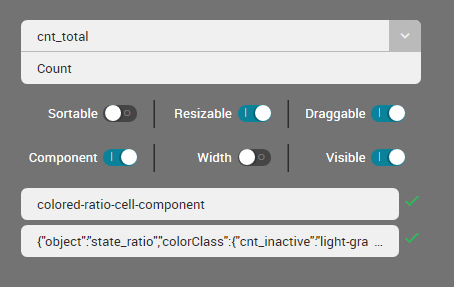 cnt_total
Count
Sortable Resizable Draggable
Component Width Visible
colored-ratio-cell-component
{"object":"state_ratio","colorClass":{"cnt_inactive":"light-gra ...